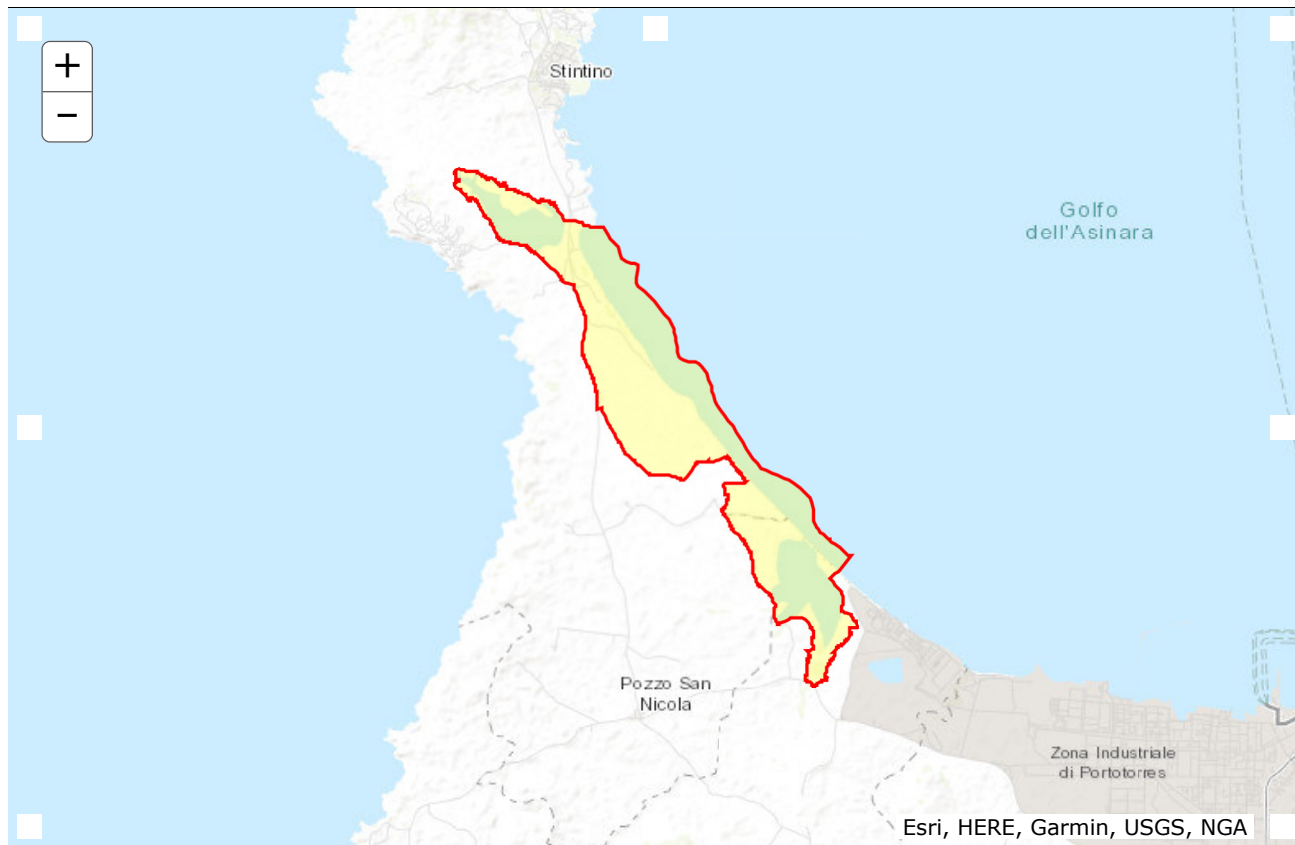 +
−
Stintino
Golfo
dell'Asinara
Pozzo San
Nicola
Zona Industriale
di Portotorres
Esri, HERE, Garmin, USGS, NGA